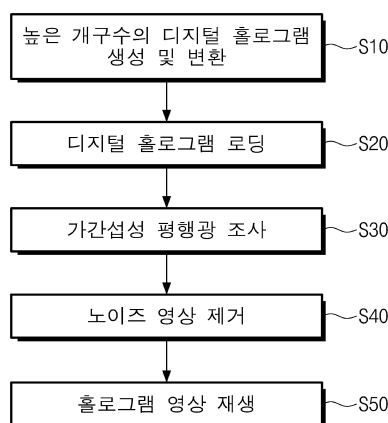 높은 개구수의 디지털 홀로그램
생성 및 변환
S10
디지털 홀로그램 로딩
S20
가간섭성 평행광 조사
S30
노이즈 영상 제거
S40
홀로그램 영상 재생
S50